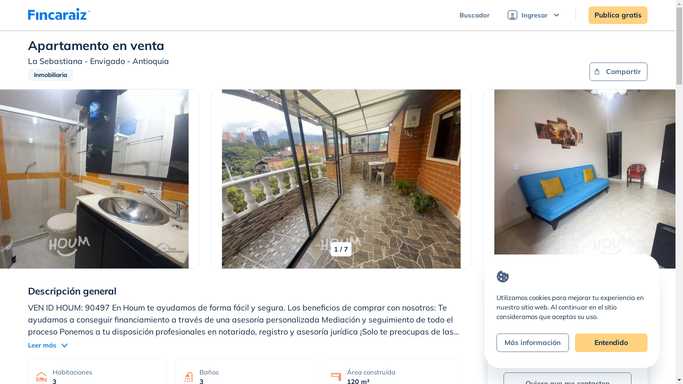 Fincaraiz
Buscador
Ingresar
Publica gratis
Apartamento en venta
La Sebastiana - Envigado - Antioquia
Inmobiliaria
Compartir
HOUM
HOUM
HOUM
1 / 7
Descripción general
VEN ID HOUM: 90497 En Houm te ayudamos de forma fácil y segura. Los beneficios de comprar con nosotros: Te
ayudamos a conseguir financiamiento a través de una asesoría personalizada Mediación y seguimiento de todo el
proceso Ponemos a tu disposición profesionales en notariado, registro y asesoría jurídica ¡Solo te preocupas de las...
Leer más
Habitaciones
3
Baños
3
Área construida
120 m²
Utilizamos cookies para mejorar tu experiencia en
nuestro sitio web. Al continuar en el sitio
consideramos que aceptas su uso.
Más información
Entendido
Quiero que me contacten